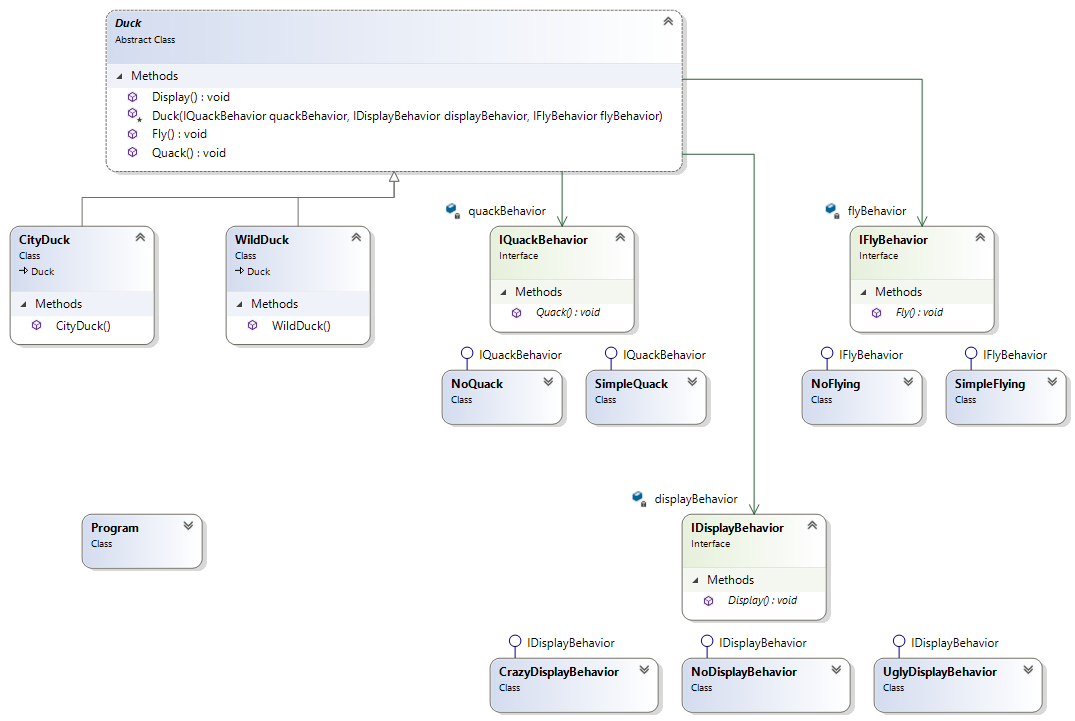 Duck
Abstract Class
Methods
Display() : void
Duck(IQuackBehavior quackBehavior, IDisplayBehavior displayBehavior, IFlyBehavior flyBehavior)
Fly() : void
Quack() : void
quackBehavior
flyBehavior
CityDuck
Class
Duck
Methods
CityDuck()
WildDuck
Class
Duck
Methods
WildDuck()
IQuackBehavior
Interface
Methods
Quack() : void
IFlyBehavior
Interface
Methods
Fly() : void
IQuackBehavior
NoQuack
Class
IQuackBehavior
SimpleQuack
Class
IFlyBehavior
NoFlying
Class
IFlyBehavior
SimpleFlying
Class
Program
Class
displayBehavior
IDisplayBehavior
Interface
Methods
Display() : void
IDisplayBehavior
CrazyDisplayBehavior
Class
IDisplayBehavior
NoDisplayBehavior
Class
IDisplayBehavior
UglyDisplayBehavior
Class